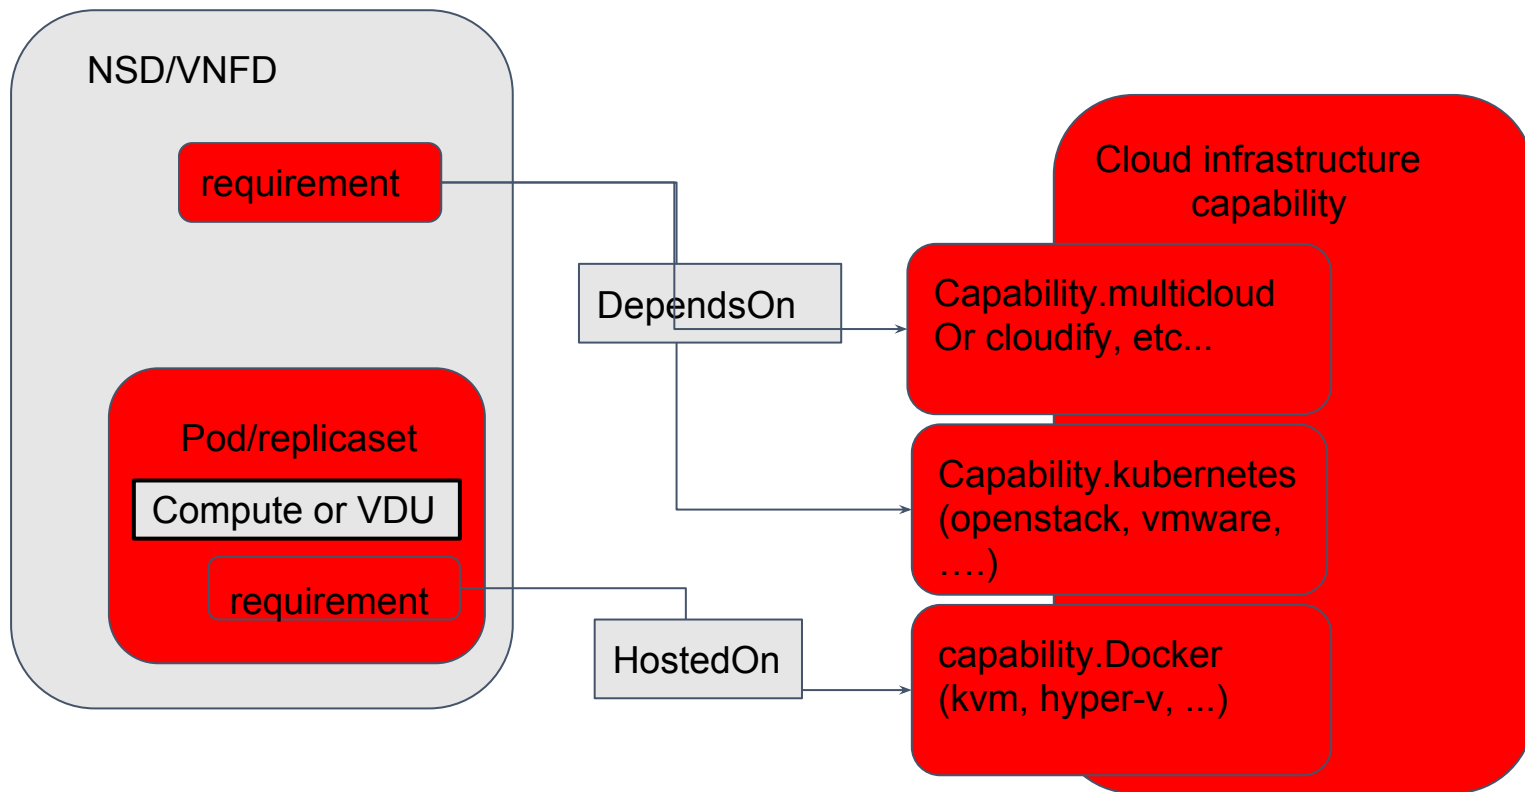 NSD/VNFD
requirement
Pod/replicaset
Compute or VDU
requirement
DependsOn
HostedOn
Cloud infrastructure
capability
Capability.multicloud
Or cloudify, etc...
Capability.kubernetes
(openstack, vmware,
….)
capability.Docker
(kvm, hyper-v, ...)